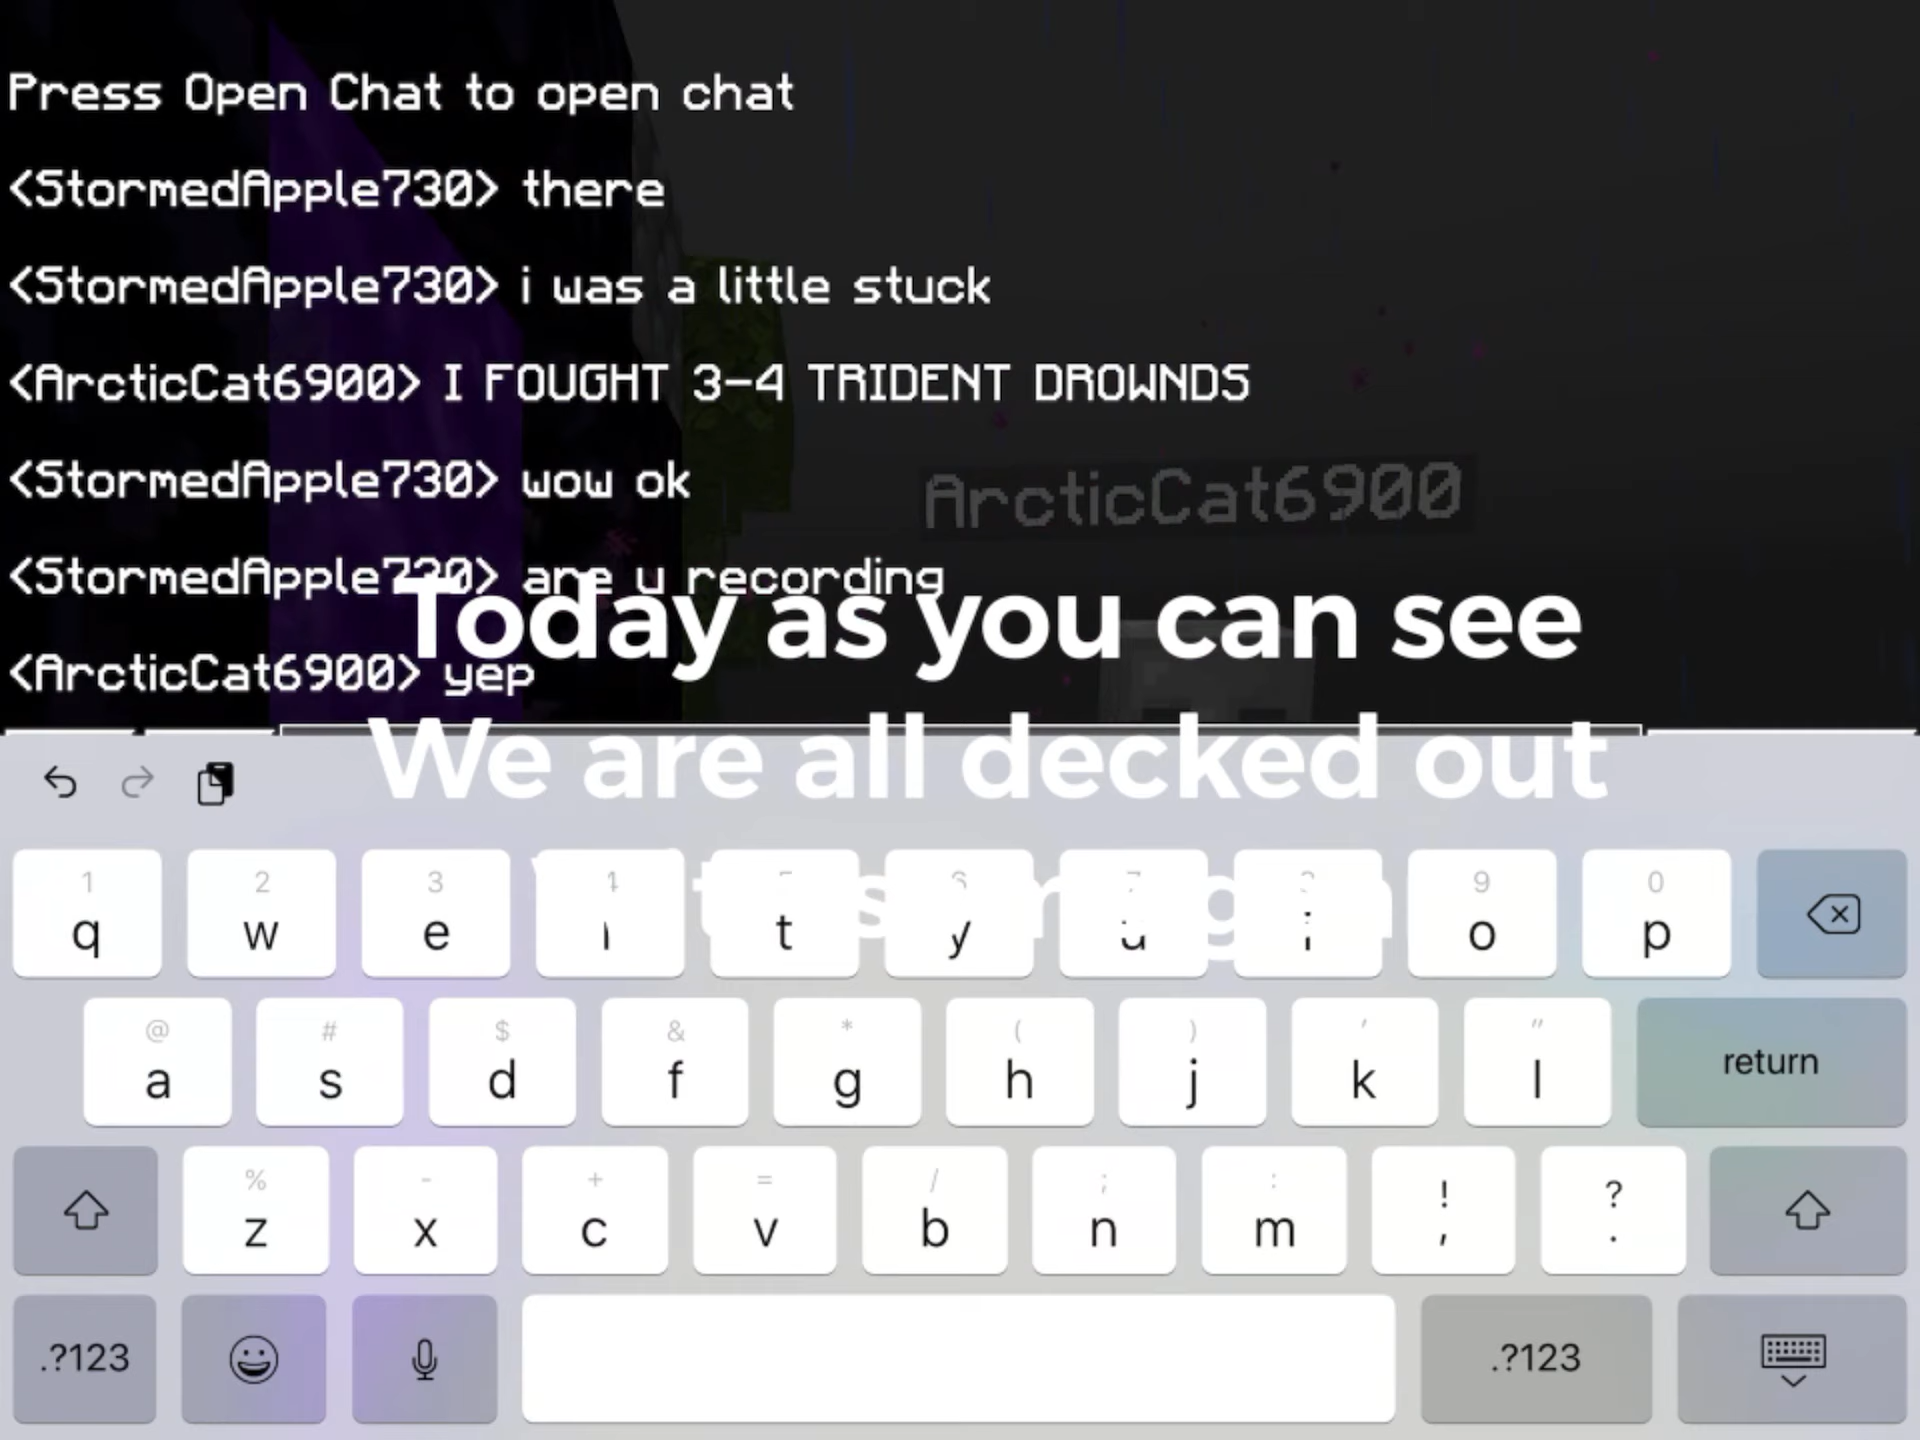 Press Open Chat to open chat
<StormedApple730> there
<StormedApple730> i was a little stuck
<ArcticCat6900> I FOUGHT 3-4 TRIDENT DROWNDS
<StormedApple730> wow ok
ArcticCat6900
<StormedApple730> are u recording
<ArcticCat6900> yep
Today as you can see
We are all decked out
1 2 3 4 9 0
q w e t y u i o p
@ # $ & * ( ) ' "
a s d f g h j k l return
% - + = / ; : ! ?
z x c v b n m , .
.?123 .?123